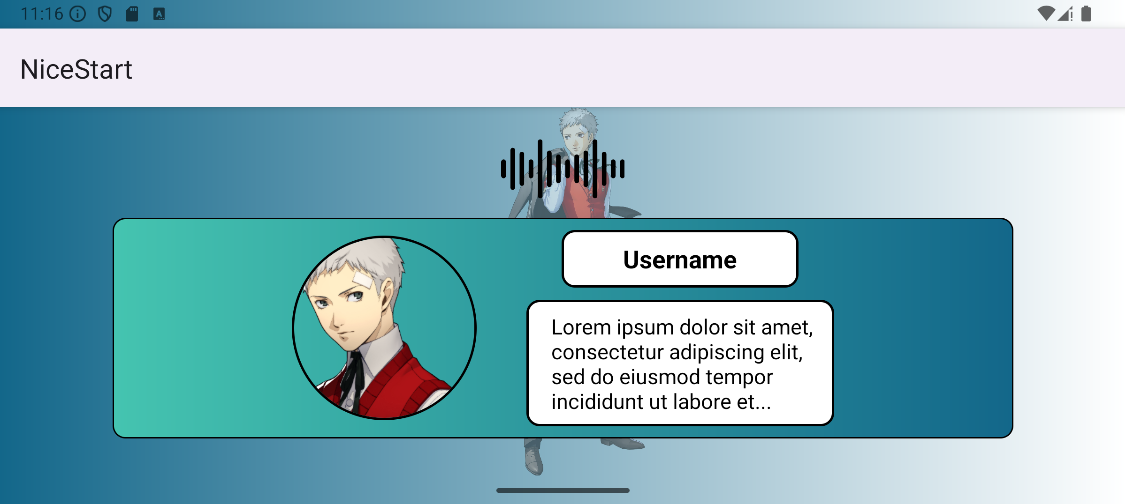 11:16
NiceStart
Username
Lorem ipsum dolor sit amet,
consectetur adipiscing elit,
sed do eiusmod tempor
incididunt ut labore et...